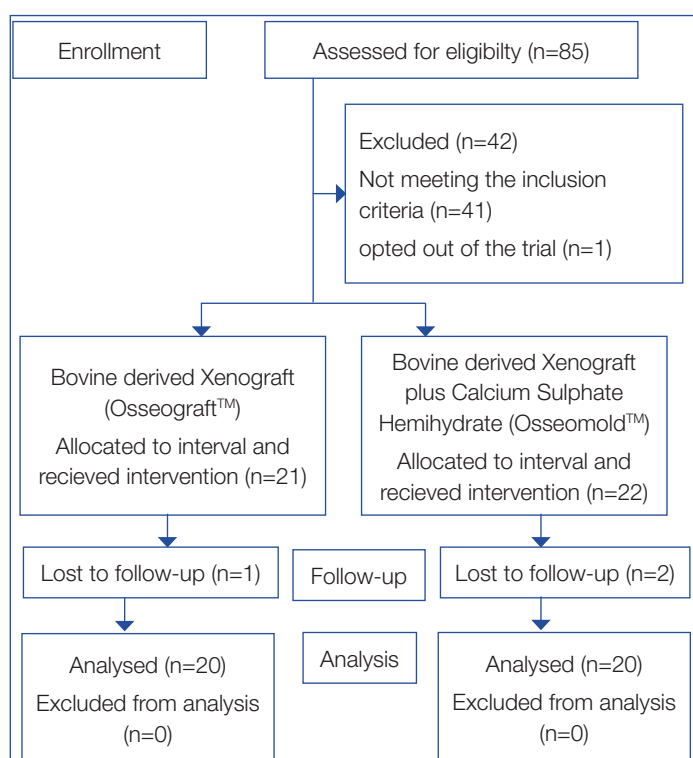 Enrollment
Assessed for eligibilty (n=85)
Excluded (n=42)
Not meeting the inclusion
criteria (n=41)
opted out of the trial (n=1)
Bovine derived Xenograft
(Osseograft™)
Allocated to interval and
recieved intervention (n=21)
Bovine derived Xenograft
plus Calcium Sulphate
Hemihydrate (Osseomold™)
Allocated to interval and
recieved intervention (n=22)
Lost to follow-up (n=1)
Follow-up
Lost to follow-up (n=2)
Analysed (n=20)
Excluded from analysis
(n=0)
Analysis
Analysed (n=20)
Excluded from analysis
(n=0)